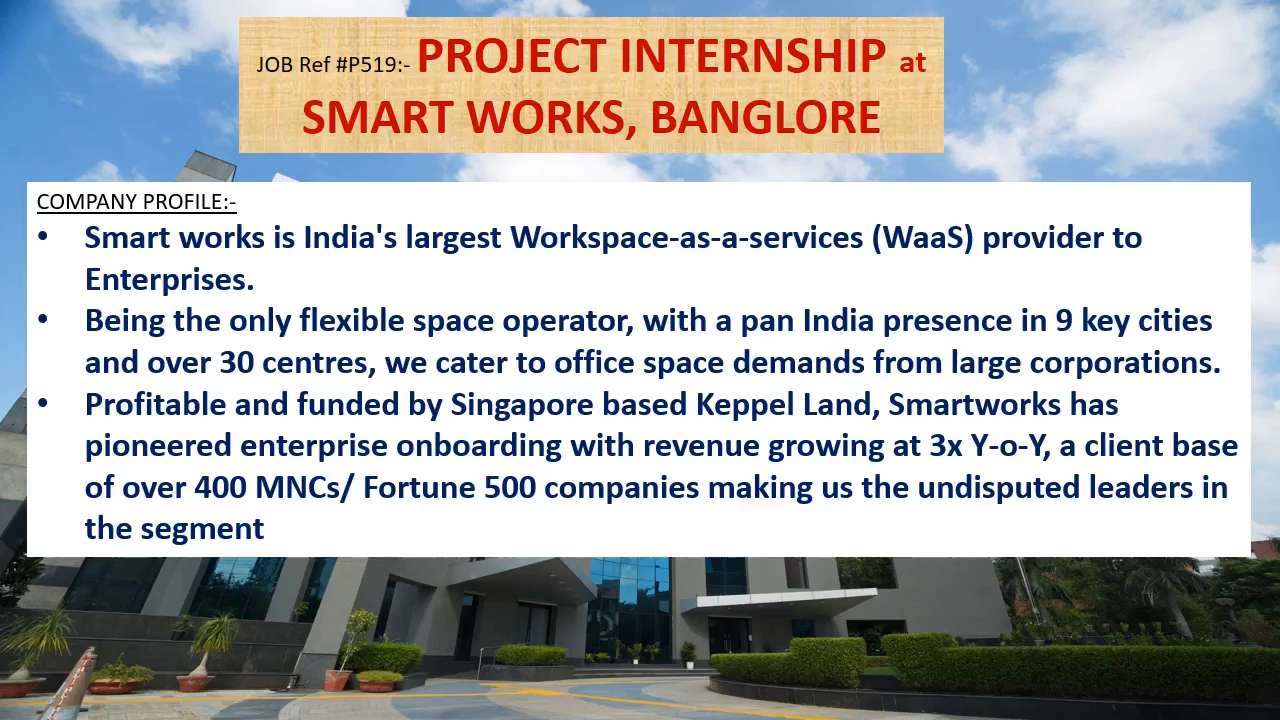 JOB Ref #P519:- PROJECT INTERNSHIP at
SMART WORKS, BANGLORE
COMPANY PROFILE:-
• Smart works is India's largest Workspace-as-a-services (WaaS) provider to
Enterprises.
• Being the only flexible space operator, with a pan India presence in 9 key cities
and over 30 centres, we cater to office space demands from large corporations.
• Profitable and funded by Singapore based Keppel Land, Smartworks has
pioneered enterprise onboarding with revenue growing at 3x Y-o-Y, a client base
of over 400 MNCs/ Fortune 500 companies making us the undisputed leaders in
the segment